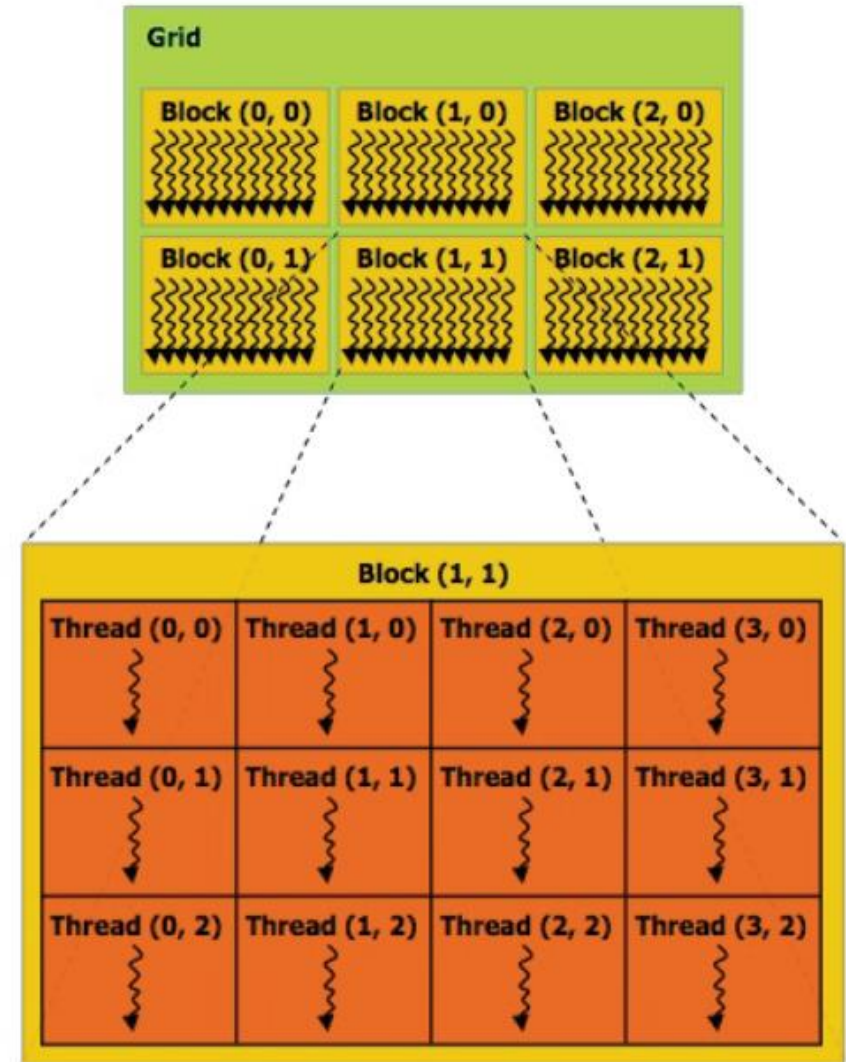 Grid
Block (0, 0) Block (1, 0) Block (2, 0)
Block (0, 1) Block (1, 1) Block (2, 1)
Block (1, 1)
Thread (0, 0) Thread (1, 0) Thread (2, 0) Thread (3, 0)
Thread (0, 1) Thread (1, 1) Thread (2, 1) Thread (3, 1)
Thread (0, 2) Thread (1, 2) Thread (2, 2) Thread (3, 2)